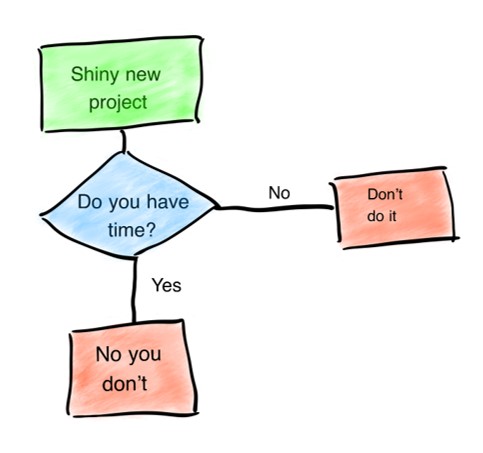 Shiny new
project
Do you have
time?
No
Don't
do it
Yes
No you
don't